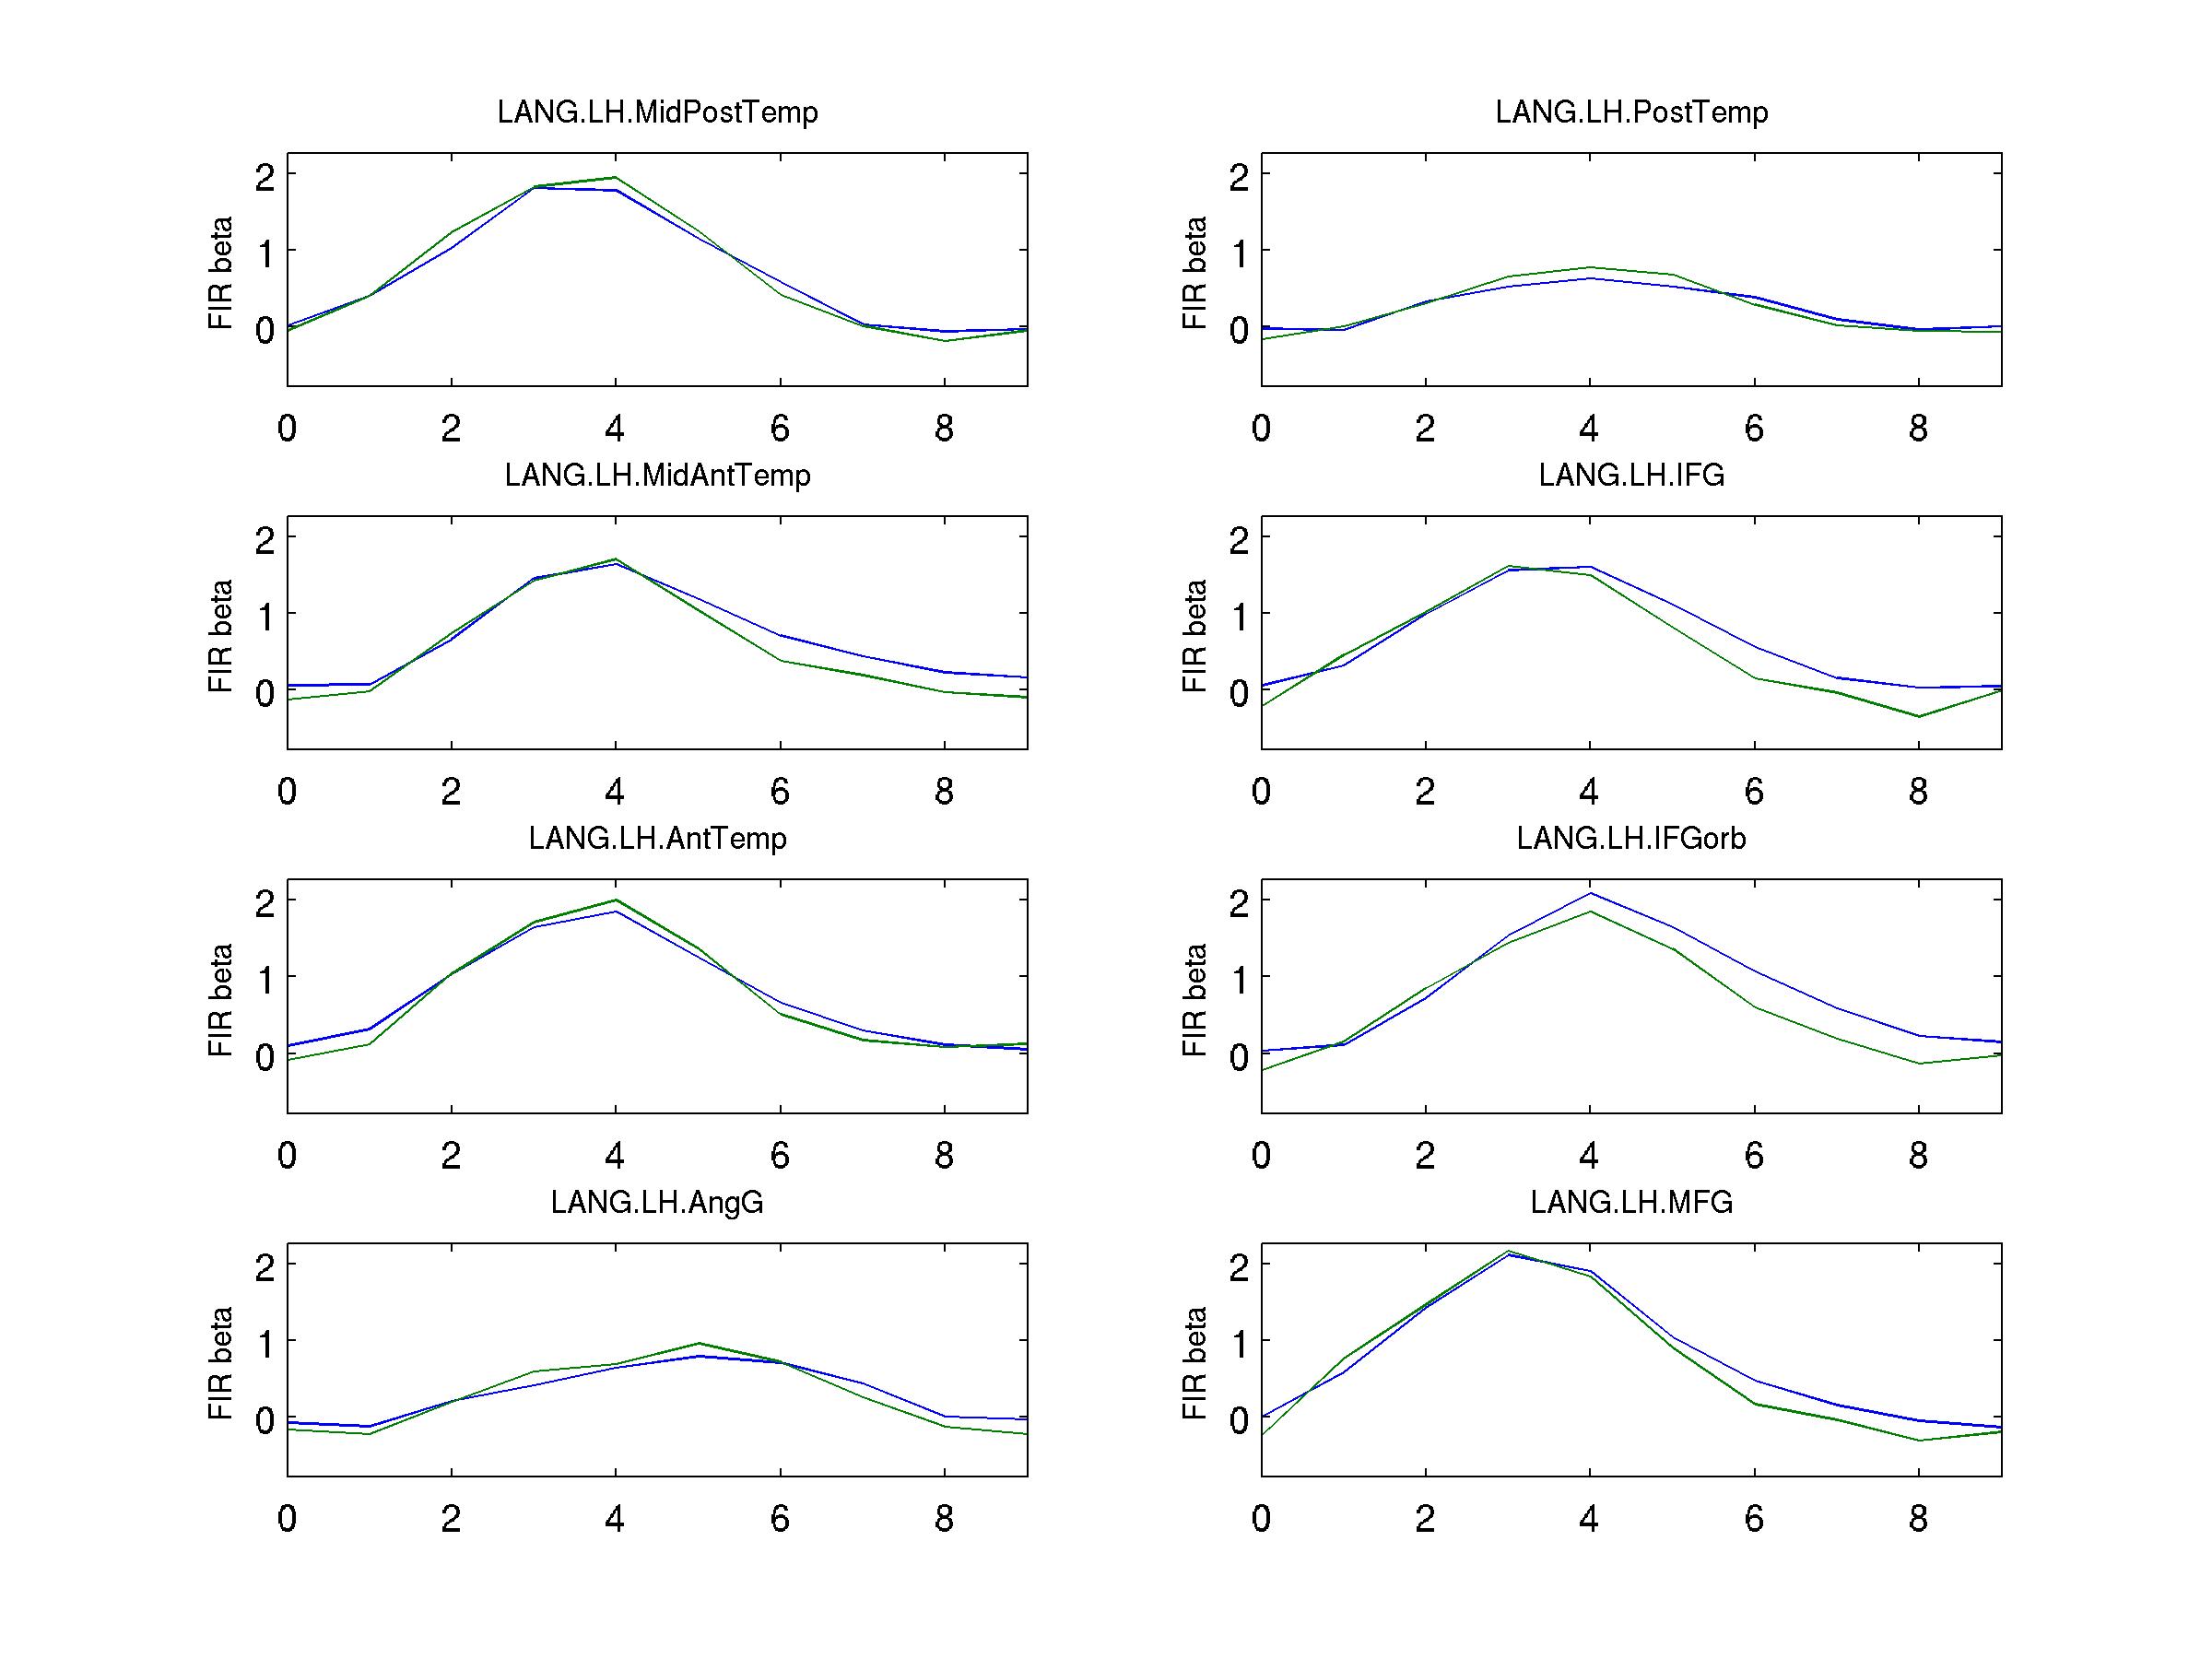 LANG.LH.MidPostTemp
LANG.LH.PostTemp
2
1
0
FIR beta
0 2 4 6 8
2
1
0
FIR beta
0 2 4 6 8
LANG.LH.MidAntTemp
LANG.LH.IFG
2
1
0
FIR beta
0 2 4 6 8
2
1
0
FIR beta
0 2 4 6 8
LANG.LH.AntTemp
LANG.LH.IFGorb
2
1
0
FIR beta
0 2 4 6 8
2
1
0
FIR beta
0 2 4 6 8
LANG.LH.AngG
LANG.LH.MFG
2
1
0
FIR beta
0 2 4 6 8
2
1
0
FIR beta
0 2 4 6 8